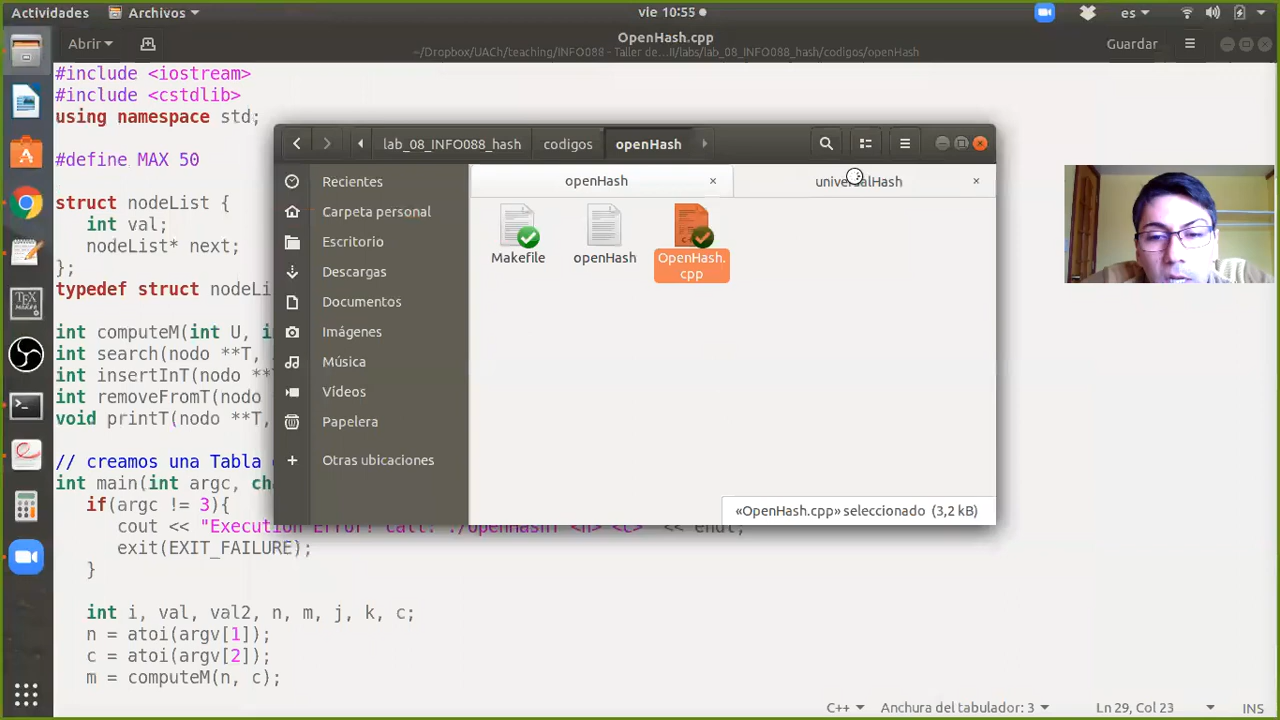 Actividades
Archivos
vie 10:55
es
Abrir
OpenHash.cpp
~/Dropbox/UACh/teaching/INFO088 - Taller de...II/labs/lab_08_INFO088_hash/codigos/openHash
Guardar
#include <iostream>
#include <cstdlib>
using namespace std;
#define MAX 50
struct nodeList {
int val;
nodeList* next;
};
typedef struct nodeLi
int computeM(int U, i
int search(nodo **T,
int insertInT(nodo **
int removeFromT(nodo
void printT(nodo **T,
// creamos una Tabla
int main(int argc, ch
if(argc != 3){
cout << "Execution Error! call: ./openHash <n> <c>" << endl;
exit(EXIT_FAILURE);
}
int i, val, val2, n, m, j, k, c;
n = atoi(argv[1]);
c = atoi(argv[2]);
m = computeM(n, c);
lab_08_INFO088_hash
codigos
openHash
openHash
universalHash
Recientes
Carpeta personal
Escritorio
Descargas
Documentos
Imágenes
Música
Vídeos
Papelera
Otras ubicaciones
Makefile
openHash
OpenHash.
cpp
«OpenHash.cpp» seleccionado (3,2 kB)
C++
Anchura del tabulador: 3
Ln 29, Col 23
INS